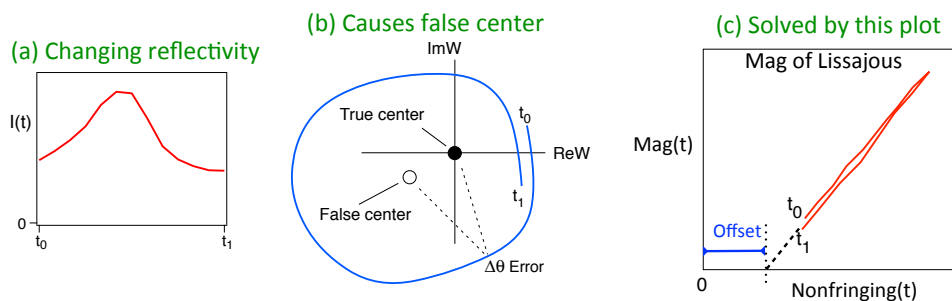 (a) Changing reflectivity
I(t)
0
t0
t1
(b) Causes false center
ImW
True center
t0
ReW
t1
False center
Δθ Error
(c) Solved by this plot
Mag of Lissajous
Mag(t)
t0
t1
Offset
0
Nonfringing(t)